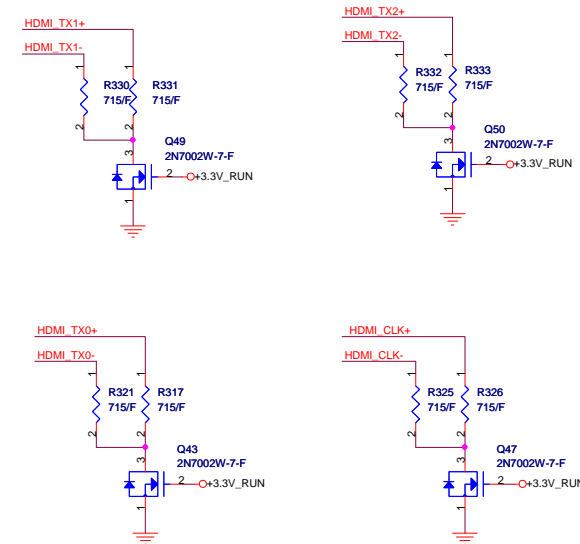 HDMI_TX1+
HDMI_TX1-
1
1
R330
715/F
R331
715/F
2
2
Q49
2N7002W-7-F
3
2
+3.3V_RUN
1
HDMI_TX2+
HDMI_TX2-
1
1
R332
715/F
R333
715/F
2
2
Q50
2N7002W-7-F
3
2
+3.3V_RUN
1
HDMI_TX0+
HDMI_TX0-
1
1
R321
715/F
R317
715/F
2
2
Q43
2N7002W-7-F
3
2
+3.3V_RUN
1
HDMI_CLK+
HDMI_CLK-
1
1
R325
715/F
R326
715/F
2
2
Q47
2N7002W-7-F
3
2
+3.3V_RUN
1